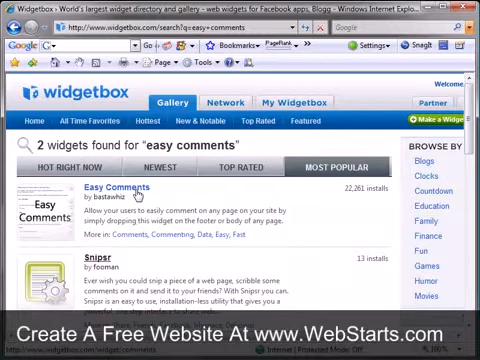 Widgetbox › World's largest widget directory and gallery - web widgets for Facebook apps, Blogg - Windows Internet Explo
http://www.widgetbox.com/search?q=easy+comments
Google
Google G Go Bookmarks PageRank Settings SnagIt
Page Tools
widgetbox Welcome
Gallery Network My Widgetbox Partner
Home All Time Favorites Hottest New & Notable Top Rated Featured Make a Widge
2 widgets found for "easy comments" BROWSE BY
HOT RIGHT NOW NEWEST TOP RATED MOST POPULAR
Blogs
Clocks
Countdown
Education
Family
Finance
Fun
Games
Humor
Movies
Easy Comments
Easy Comments 22,261 installs
by bastawhiz
Allow your users to easily comment on any page on your site by
simply dropping this widget on the footer or body of any page.
More in: Comments, Commenting, Data, Easy, Fast
Snipsr 13 installs
by fooman
Ever wish you could snip a piece of a web page, scribble some
comments on it and send it to your friends? With Snipsr you can.
Snipsr is an easy to use, installation-less utility that gives you a
Create A Free Website At www.WebStarts.com
Internet | Protected Mode: On 100%